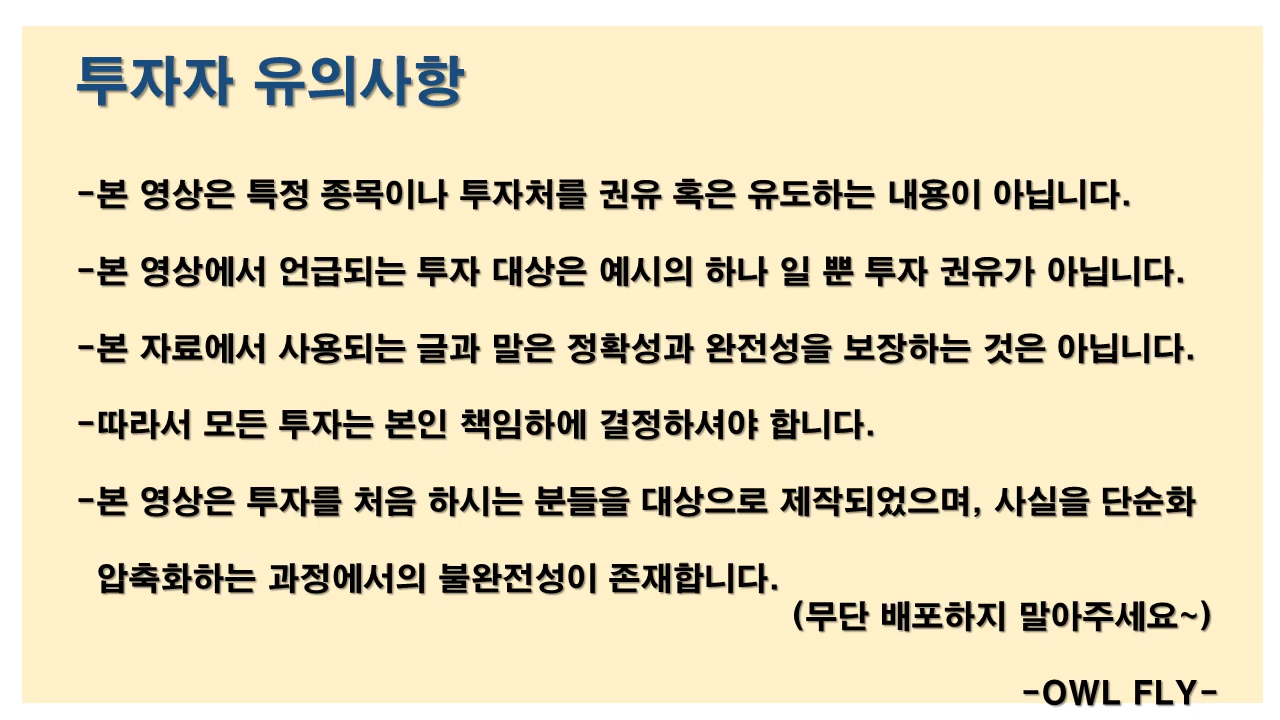 투자자 유의사항
-본 영상은 특정 종목이나 투자처를 권유 혹은 유도하는 내용이 아닙니다.
-본 영상에서 언급되는 투자 대상은 예시의 하나 일 뿐 투자 권유가 아닙니다.
-본 자료에서 사용되는 글과 말은 정확성과 완전성을 보장하는 것은 아닙니다.
-따라서 모든 투자는 본인 책임하에 결정하셔야 합니다.
-본 영상은 투자를 처음 하시는 분들을 대상으로 제작되었으며, 사실을 단순화
압축화하는 과정에서의 불완전성이 존재합니다.
(무단 배포하지 말아주세요~)
-OWL FLY-